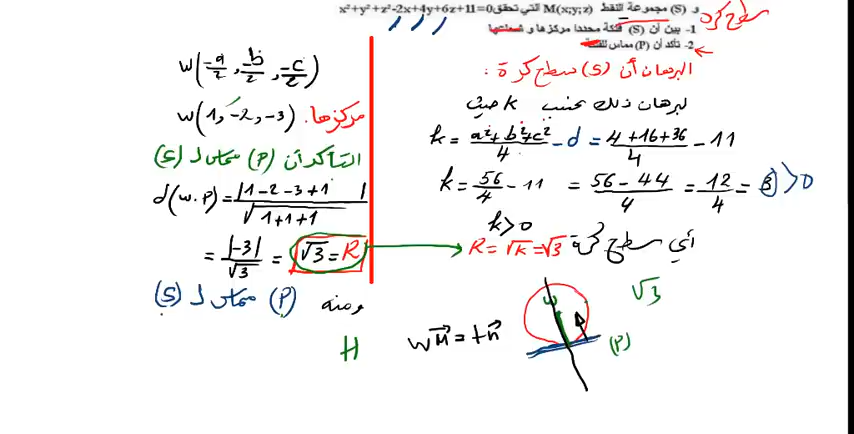 و (S) مجموعة النقط M(x;y;z) التي تحقق x²+y²+z²-2x+4y+6z+11=0
سطح كرة
1- بين أن (S) فلكة محددا مركزها و شعاعها
2- تأكد أن (P) مماس للفلكة
البرهان أن (S) سطح كرة :
لبرهان ذلك نحسب k حيث
k = a²+b²+c²/4 - d = 4+16+36/4 - 11
k = 56/4 - 11 = 56-44/4 = 12/4 = 3 > 0
k>0
أي سطح كرة R = √k = √3
W(-a/2, -b/2, -c/2)
W(1, -2, -3) مركزها.
التأكد أن (P) مماس لـ (S)
d(w.P) = |1-2-3+1|/√1+1+1
= |-3|/√3 = √3 = R
ومنه (P) مماس لـ (S)
H
WM = tn
W
√3
(P)